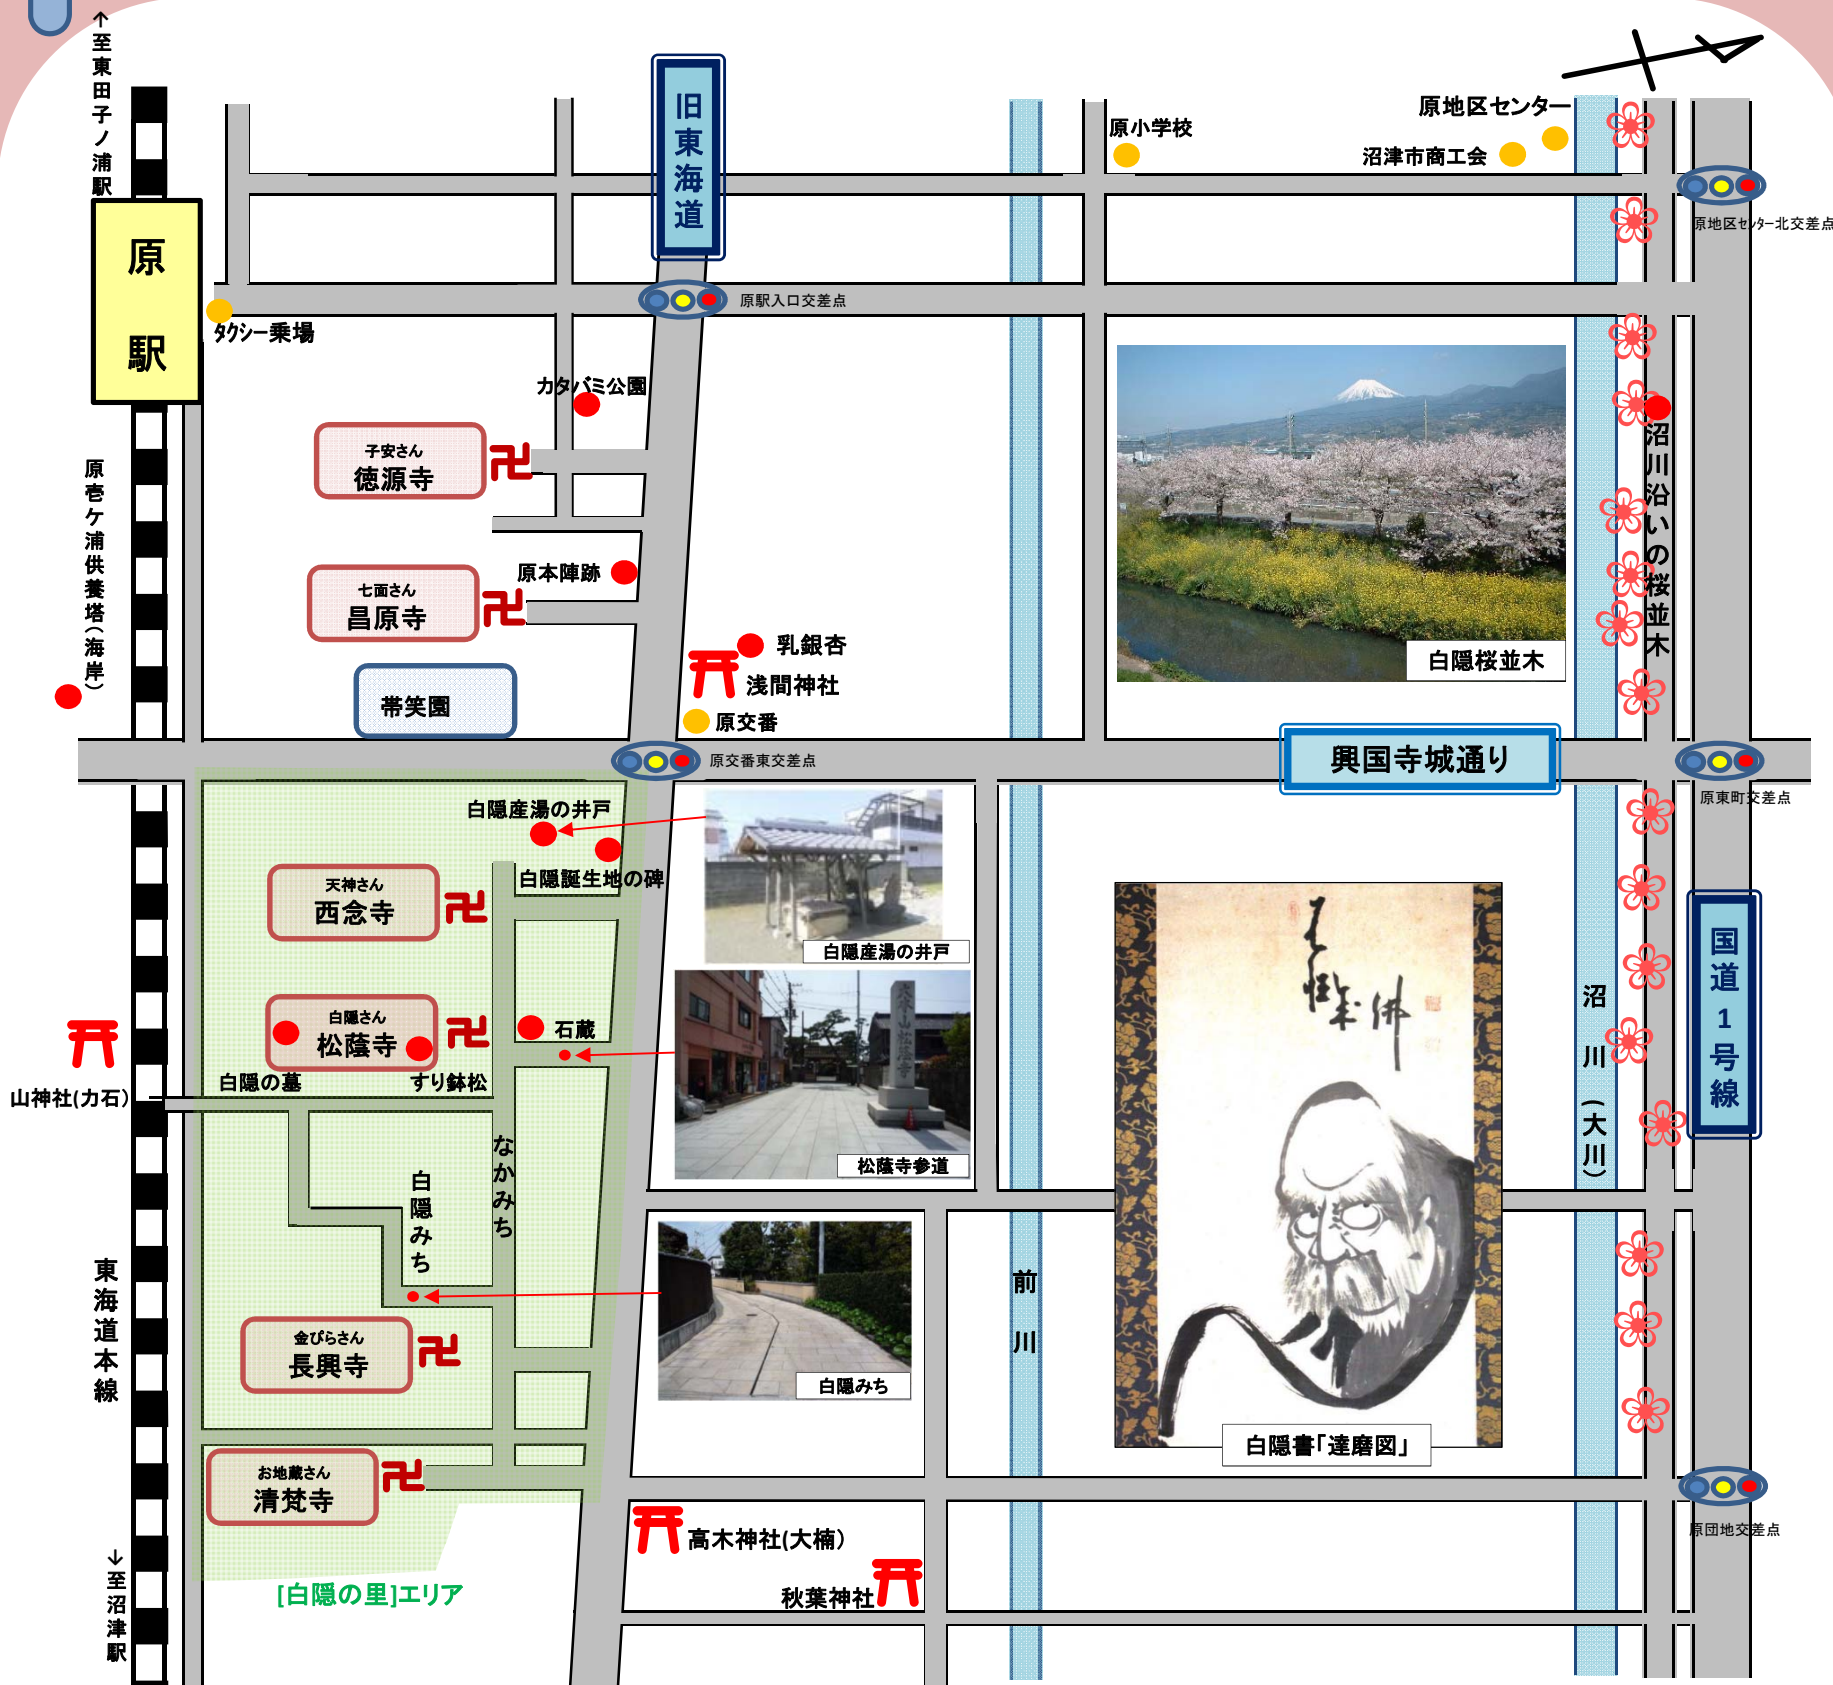 ↑至東田子ノ浦駅
旧東海道
原地区センター
原小学校
沼津市商工会
原地区センター北交差点
原駅
原駅入口交差点
タクシー乗場
カタバミ公園
子安さん
徳源寺
沼川沿いの桜並木
原壱ケ浦供養塔(海岸)
原本陣跡
七面さん
昌原寺
乳銀杏
浅間神社
白隠桜並木
帯笑園
原交番
原交番東交差点
興国寺城通り
原東町交差点
白隠産湯の井戸
白隠誕生地の碑
天神さん
西念寺
白隠産湯の井戸
国道1号線
沼川(大川)
白隠さん
松蔭寺
石蔵
白隠の墓
すり鉢松
山神社(力石)
松蔭寺参道
なかみち
白隠みち
東海道本線
前川
金ぴらさん
長興寺
白隠みち
白隠書「達磨図」
お地蔵さん
清梵寺
原団地交差点
高木神社(大楠)
秋葉神社
[白隠の里]エリア
↓至沼津駅